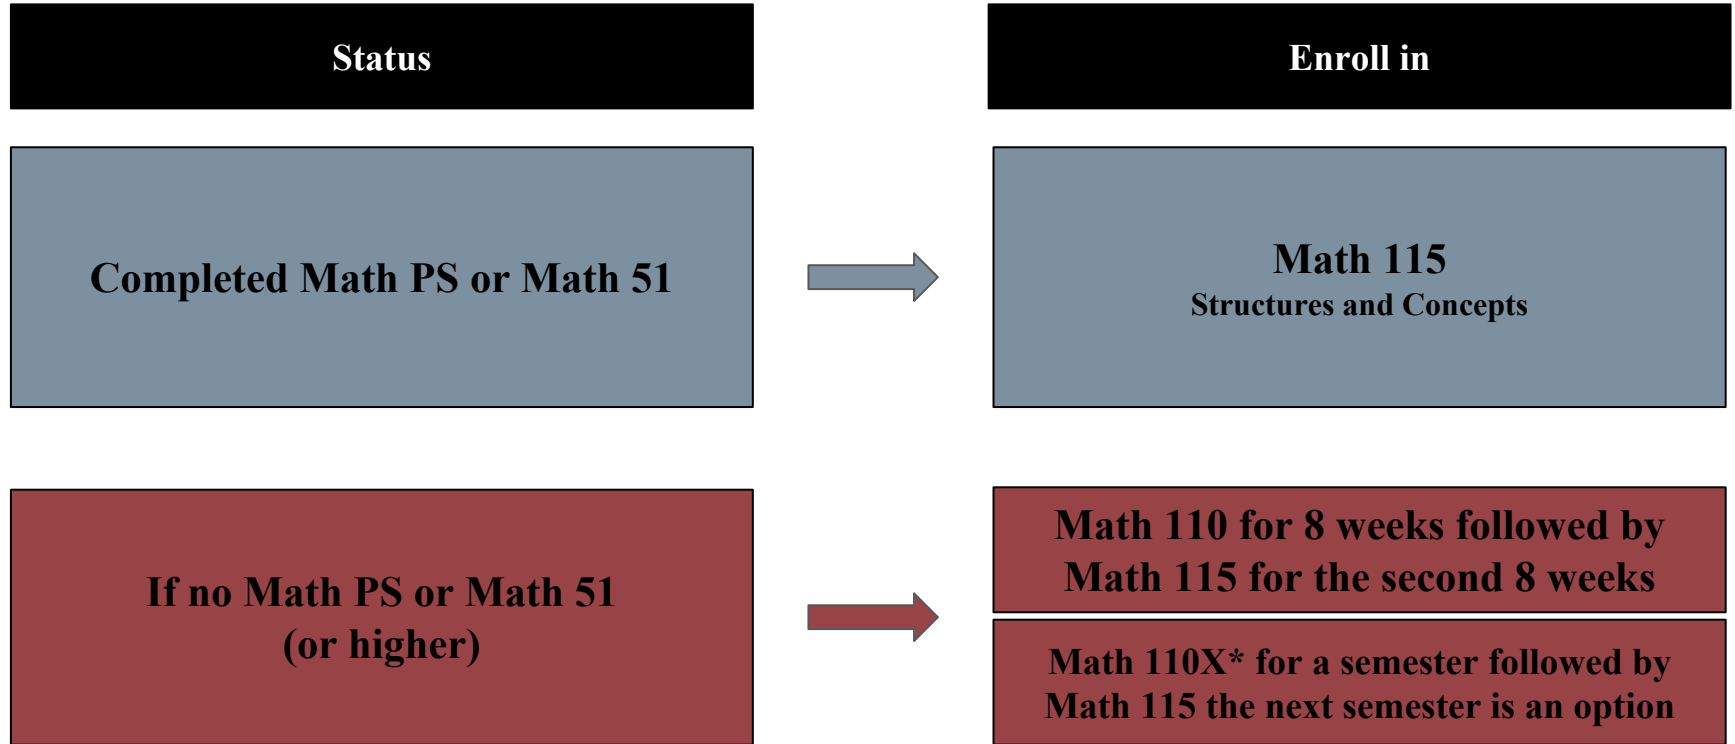 Status
Enroll in
Completed Math PS or Math 51
Math 115
Structures and Concepts
If no Math PS or Math 51
(or higher)
Math 110 for 8 weeks followed by
Math 115 for the second 8 weeks
Math 110X* for a semester followed by
Math 115 the next semester is an option